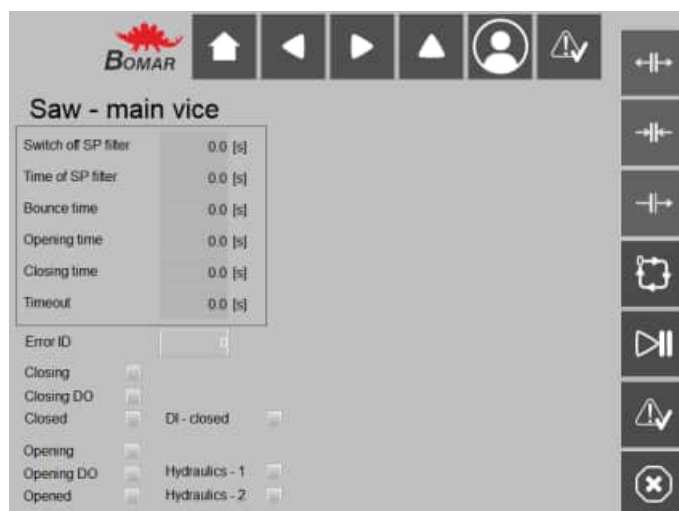 BOMAR
Saw - main vice
Switch off SP filter 0.0 [s]
Time of SP filter 0.0 [s]
Bounce time 0.0 [s]
Opening time 0.0 [s]
Closing time 0.0 [s]
Timeout 0.0 [s]
Error ID 0
Closing
Closing DO
Closed DI - closed
Opening
Opening DO Hydraulics - 1
Opened Hydraulics - 2